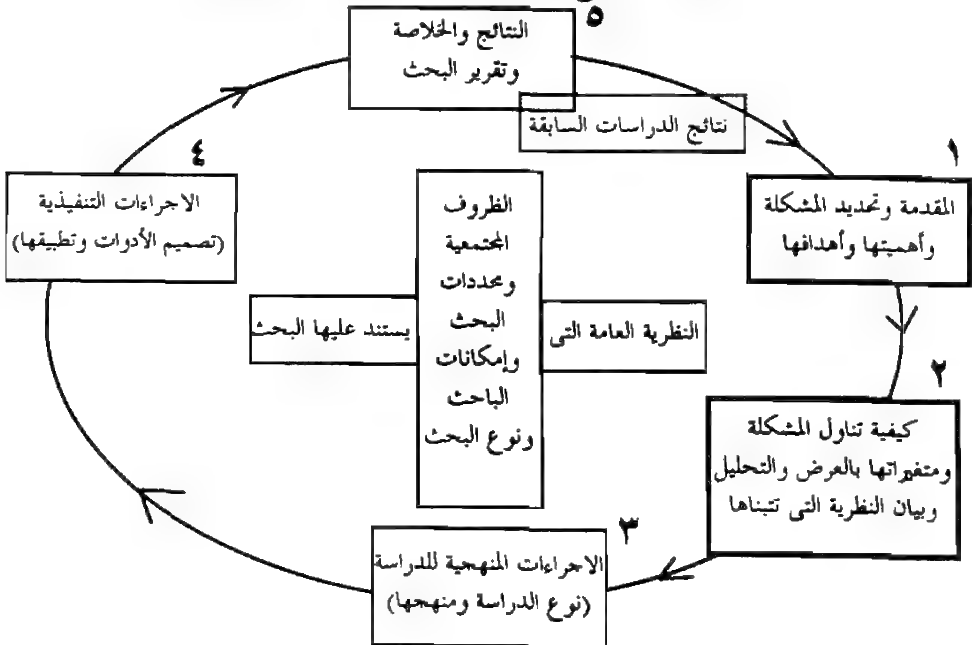 ٥
النتائج والخلاصة
وتقرير البحث
نتائج الدراسات السابقة
١
المقدمة وتحديد المشكلة
وأهميتها وأهدافها
٢
كيفية تناول المشكلة
ومتغيراتها بالعرض والتحليل
وبيان النظرية التى تتبناها
٣
الاجراءات المنهجية للدراسة
(نوع الدراسة ومنهجها)
٤
الاجراءات التنفيذية
(تصميم الأدوات وتطبيقها)
الظروف
المجتمعية
ومحددات
البحث
وإمكانات
الباحث
ونوع البحث
النظرية العامة التى
يستند عليها البحث